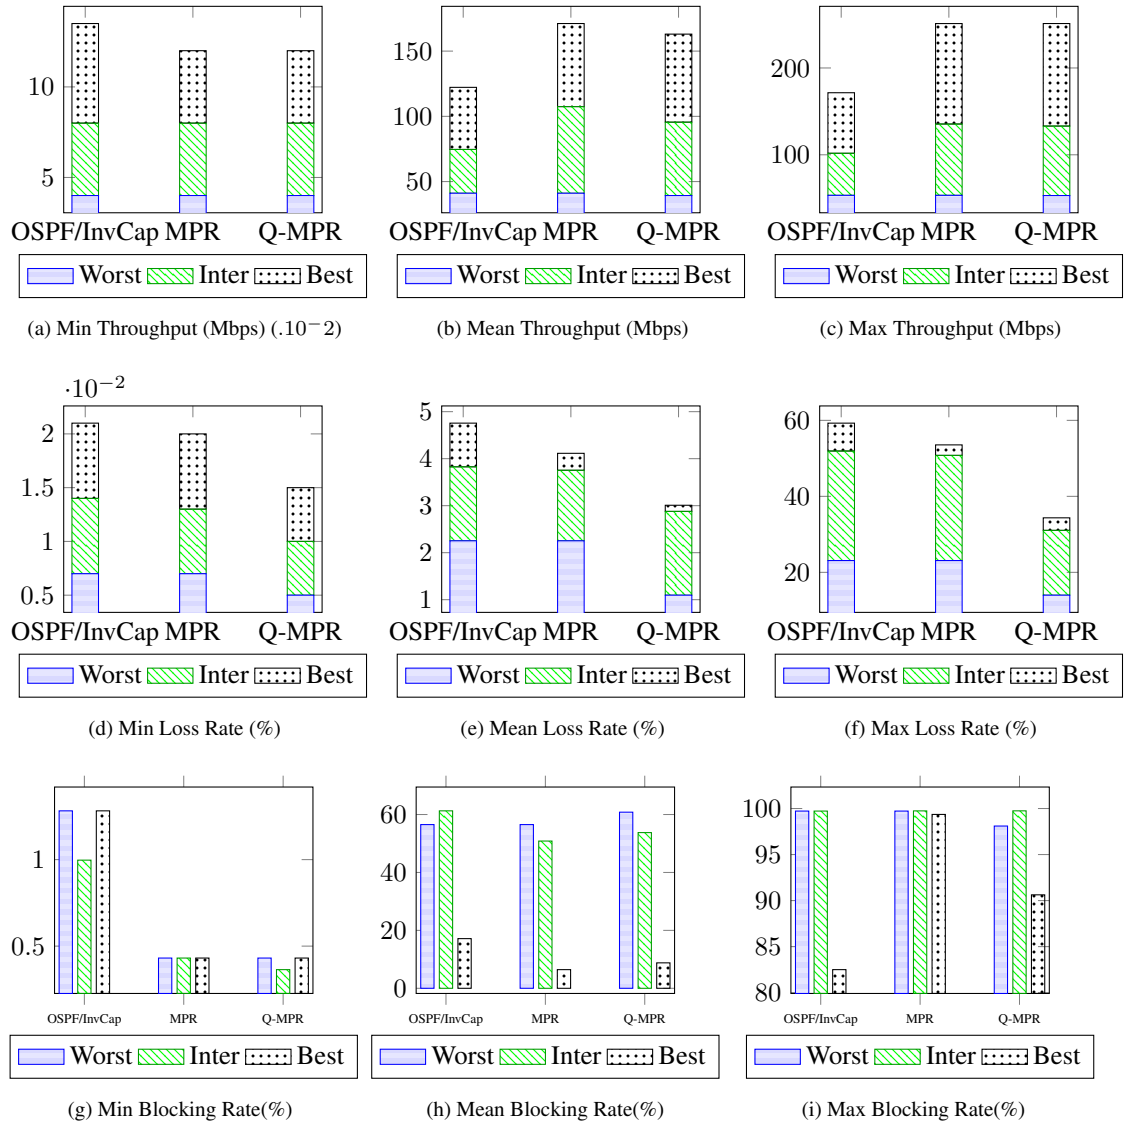 10
5
OSPF/InvCap MPR Q-MPR
Worst Inter Best
(a) Min Throughput (Mbps) (.10−2)
150
100
50
OSPF/InvCap MPR Q-MPR
Worst Inter Best
(b) Mean Throughput (Mbps)
200
100
OSPF/InvCap MPR Q-MPR
Worst Inter Best
(c) Max Throughput (Mbps)
·10−2
2
1.5
1
0.5
OSPF/InvCap MPR Q-MPR
Worst Inter Best
(d) Min Loss Rate (%)
5
4
3
2
1
OSPF/InvCap MPR Q-MPR
Worst Inter Best
(e) Mean Loss Rate (%)
60
40
20
OSPF/InvCap MPR Q-MPR
Worst Inter Best
(f) Max Loss Rate (%)
1
0.5
OSPF/InvCap MPR Q-MPR
Worst Inter Best
(g) Min Blocking Rate(%)
60
40
20
0
OSPF/InvCap MPR Q-MPR
Worst Inter Best
(h) Mean Blocking Rate(%)
100
95
90
85
80
OSPF/InvCap MPR Q-MPR
Worst Inter Best
(i) Max Blocking Rate(%)